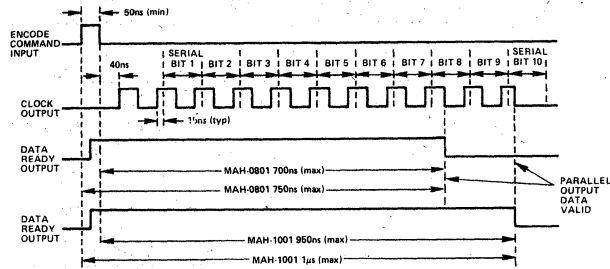 50ns (min)
ENCODE
COMMAND
INPUT
40ns
SERIAL
BIT 1 BIT 2 BIT 3 BIT 4 BIT 5 BIT 6 BIT 7 BIT 8 BIT 9
SERIAL
BIT 10
CLOCK
OUTPUT
(typ)
DATA
READY
OUTPUT
MAH-0801 700ns (max)
MAH-0801 750ns (max)
PARALLEL
OUTPUT
DATA
VALID
DATA
READY
OUTPUT
MAH-1001 950ns (max)
MAH-1001 1µs (max)